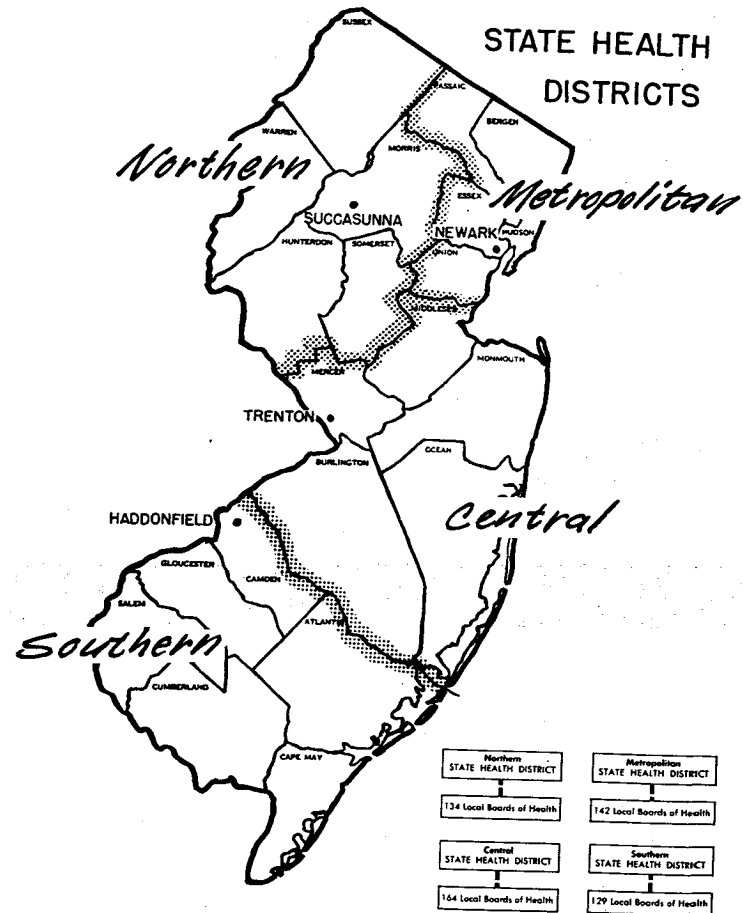 STATE HEALTH
DISTRICTS
SUSSEX
PASSAIC
BERGEN
WARREN
MORRIS
Northern
ESSEX
Metropolitan
SUCCASUNNA
NEWARK
HUDSON
HUNTERDON
SOMERSET
UNION
MIDDLESEX
MONMOUTH
MERCER
TRENTON
OCEAN
BURLINGTON
Central
HADDONFIELD
GLOUCESTER
CAMDEN
SALEM
ATLANTIC
Southern
CUMBERLAND
CAPE MAY
Northern
STATE HEALTH DISTRICT
134 Local Boards of Health
Metropolitan
STATE HEALTH DISTRICT
142 Local Boards of Health
Central
STATE HEALTH DISTRICT
164 Local Boards of Health
Southern
STATE HEALTH DISTRICT
129 Local Boards of Health